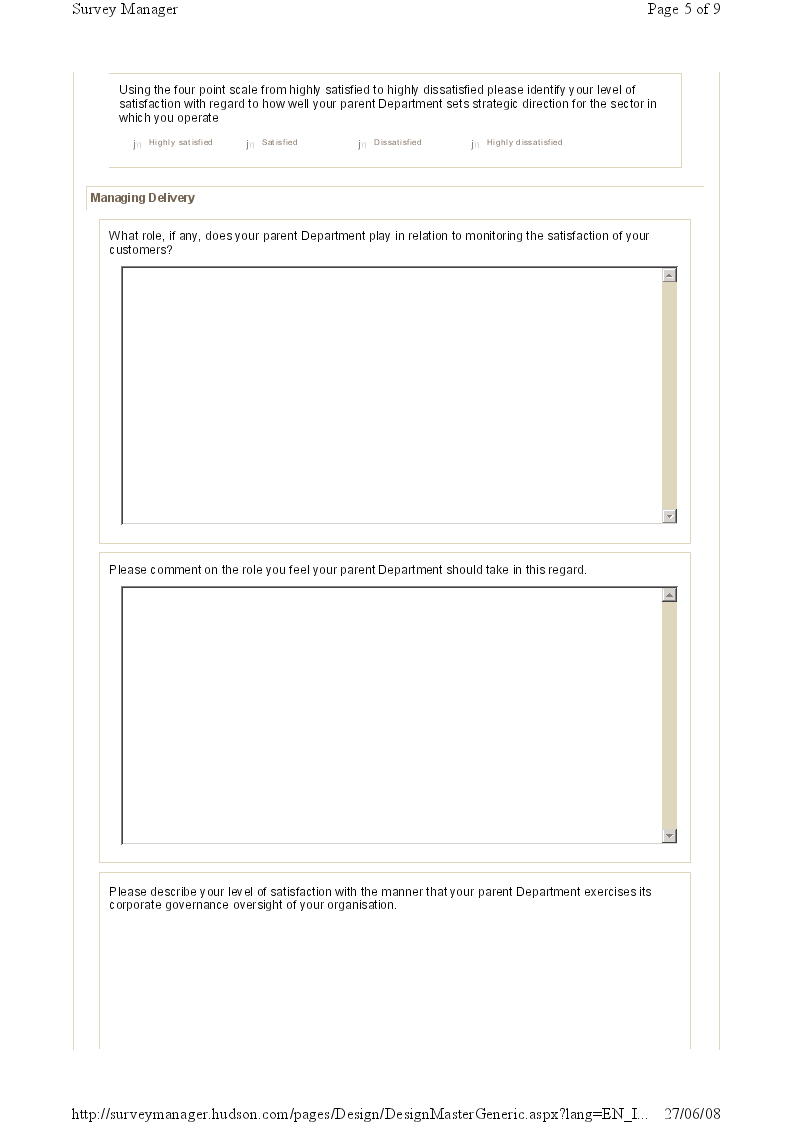 Survey Manager Page 5 of 9
Using the four point scale from highly satisfied to highly dissatisfied please identify your level of
satisfaction with regard to how well your parent Department sets strategic direction for the sector in
which you operate
jn Highly satisfied jn Satisfied jn Dissatisfied jn Highly dissatisfied
Managing Delivery
What role, if any, does your parent Department play in relation to monitoring the satisfaction of your
customers?
Please comment on the role you feel your parent Department should take in this regard.
Please describe your level of satisfaction with the manner that your parent Department exercises its
corporate governance oversight of your organisation.
http://surveymanager.hudson.com/pages/Design/DesignMasterGeneric.aspx?lang=EN_I... 27/06/08